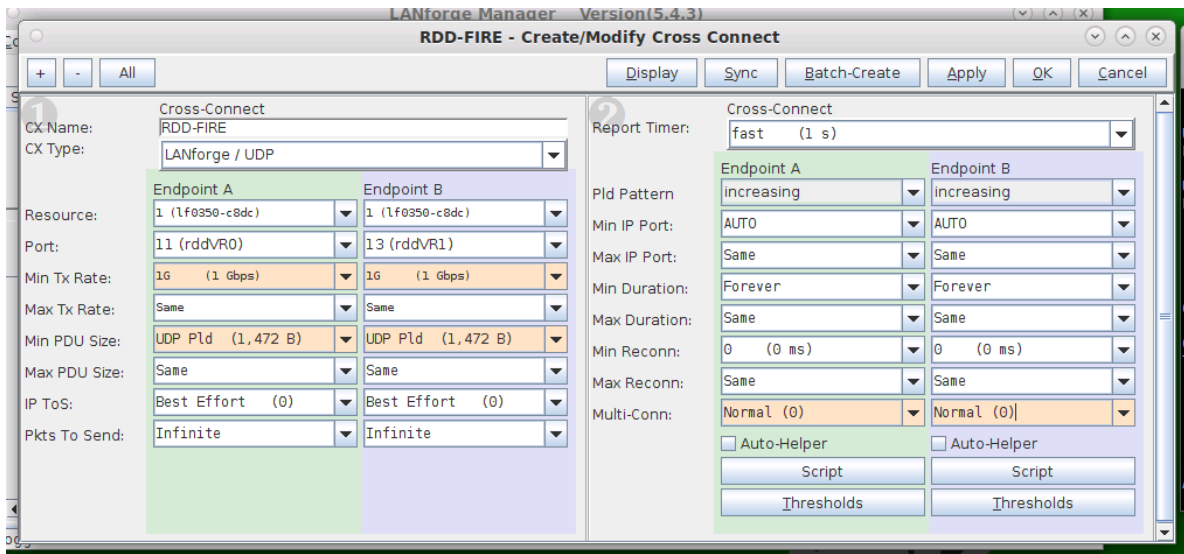 LANforge Manager Version(5.4.3)
RDD-FIRE - Create/Modify Cross Connect
+ - All Display Sync Batch-Create Apply OK Cancel
1
Cross-Connect
CX Name: RDD-FIRE
CX Type: LANforge / UDP
Endpoint A Endpoint B
Resource: 1 (lf0350-c8dc) 1 (lf0350-c8dc)
Port: 11 (rddVR0) 13 (rddVR1)
Min Tx Rate: 1G (1 Gbps) 1G (1 Gbps)
Max Tx Rate: Same Same
Min PDU Size: UDP Pld (1,472 B) UDP Pld (1,472 B)
Max PDU Size: Same Same
IP ToS: Best Effort (0) Best Effort (0)
Pkts To Send: Infinite Infinite
2
Cross-Connect
Report Timer: fast (1 s)
Endpoint A Endpoint B
Pld Pattern increasing increasing
Min IP Port: AUTO AUTO
Max IP Port: Same Same
Min Duration: Forever Forever
Max Duration: Same Same
Min Reconn: 0 (0 ms) 0 (0 ms)
Max Reconn: Same Same
Multi-Conn: Normal (0) Normal (0)
Auto-Helper Auto-Helper
Script Script
Thresholds Thresholds